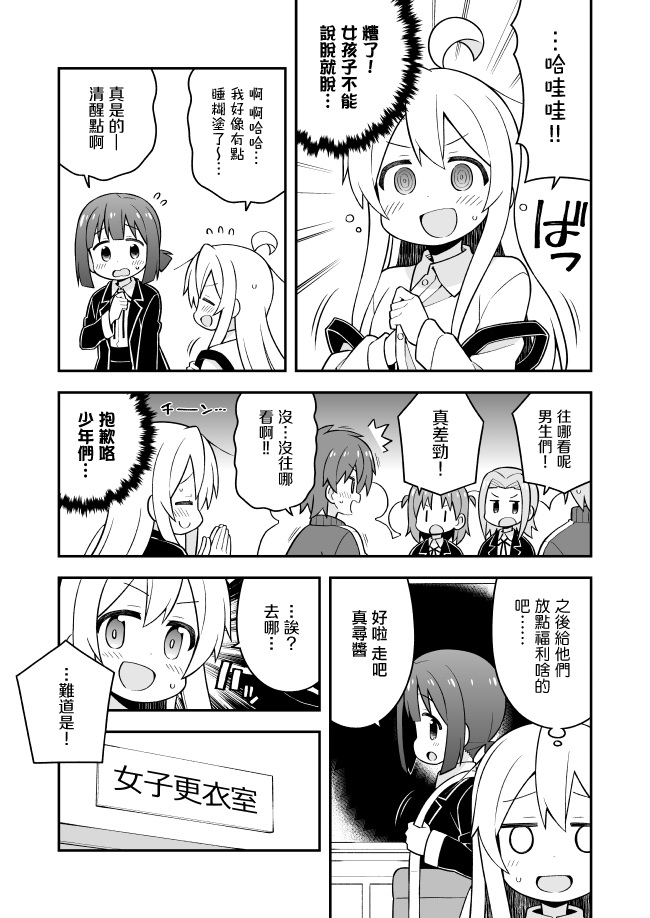 …哈哇哇!!
ばっ
糟了！
女孩子不能
說脫就脫…
啊 啊哈哈…
我好像有點
睡糊塗了～…
真是的—
清醒點啊
往哪看呢
男生們！
真差勁！
沒…沒往哪
看啊!!
チーン…
抱歉咯
少年們…
之後給他們
放點福利啥的
吧……
好啦 走吧
真尋醬
…誒？
去哪…
…難道是！
女子更衣室